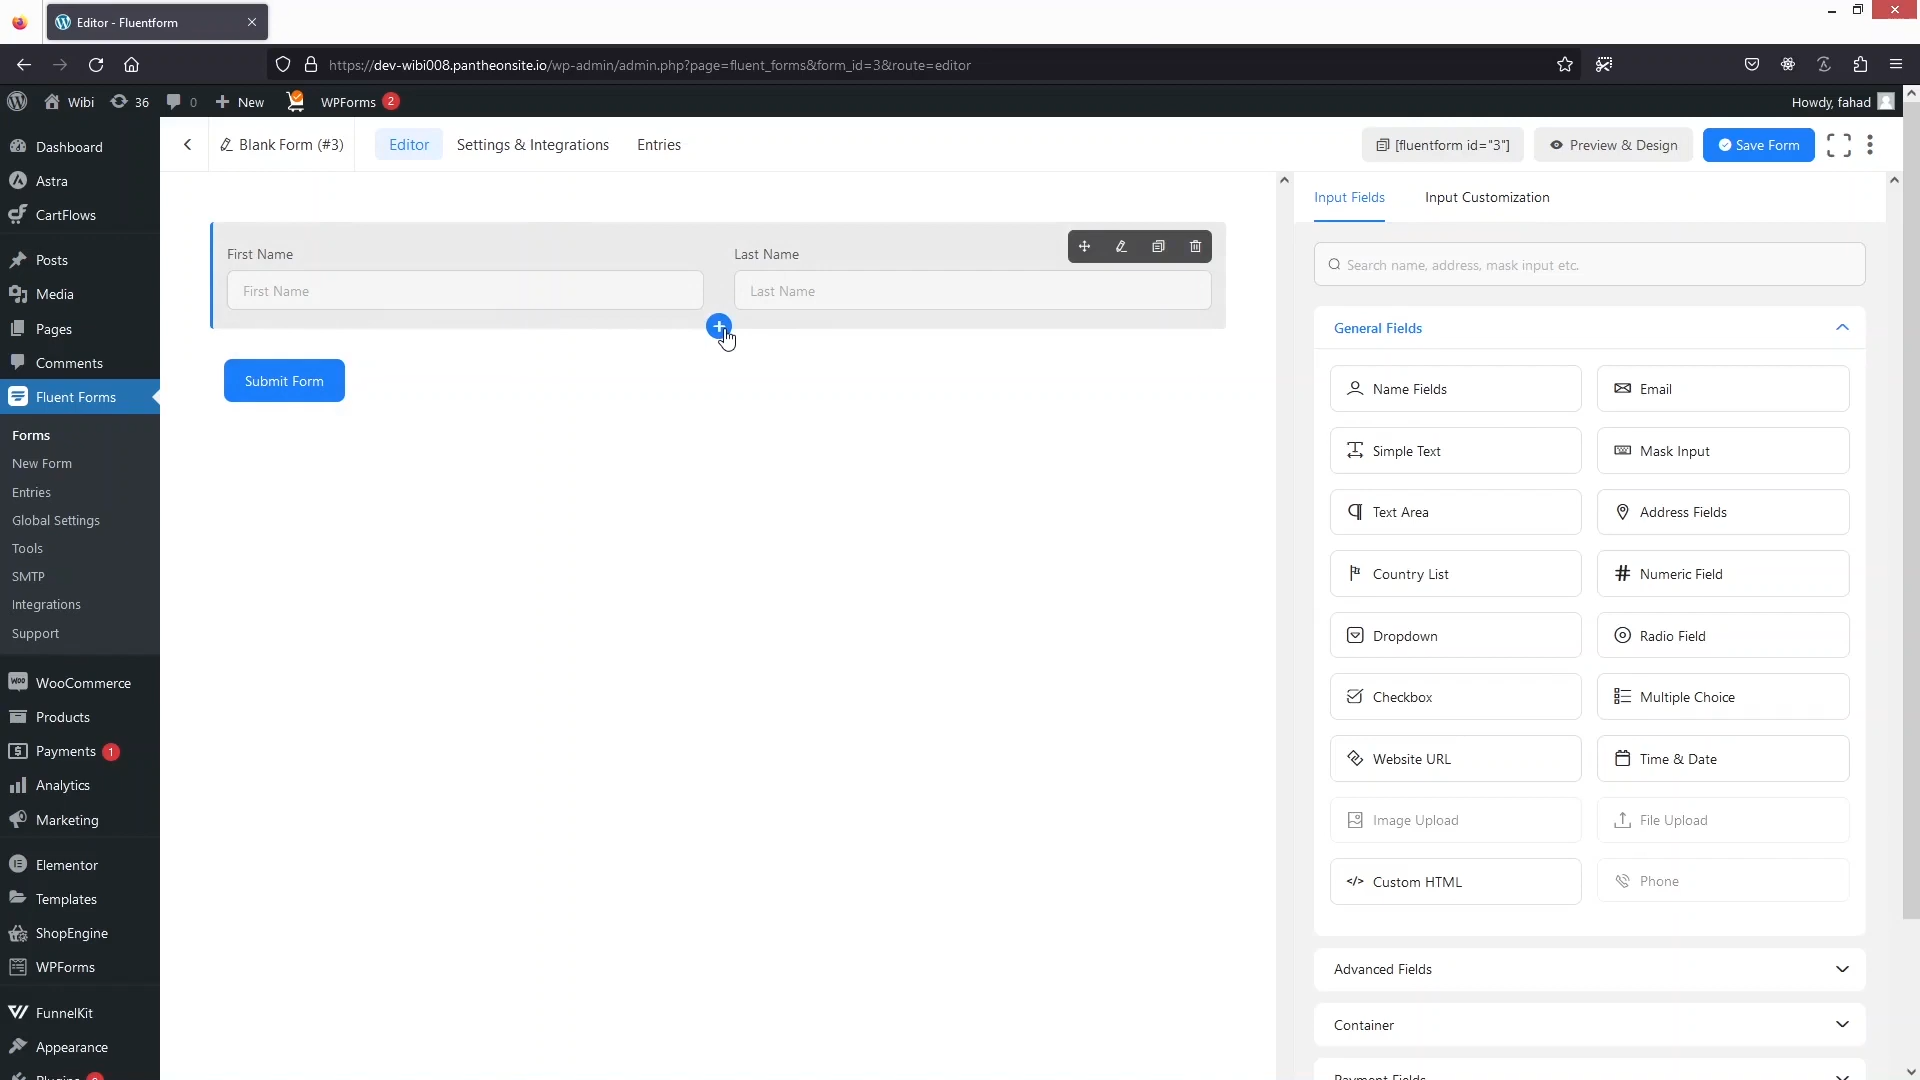 Editor - Fluentform
https://dev-wibi008.pantheonsite.io/wp-admin/admin.php?page=fluent_forms&form_id=3&route=editor
Wibi 36 0 New WPForms 2 Howdy, fahad
Dashboard
Astra
CartFlows
Posts
Media
Pages
Comments
Fluent Forms
Forms
New Form
Entries
Global Settings
Tools
SMTP
Integrations
Support
WooCommerce
Products
Payments 1
Analytics
Marketing
Elementor
Templates
ShopEngine
WPForms
FunnelKit
Appearance
Blank Form (#3) Editor Settings & Integrations Entries [fluentform id="3"] Preview & Design Save Form
First Name Last Name
First Name Last Name
Submit Form
Input Fields Input Customization
Search name, address, mask input etc.
General Fields
Name Fields Email
Simple Text Mask Input
Text Area Address Fields
Country List Numeric Field
Dropdown Radio Field
Checkbox Multiple Choice
Website URL Time & Date
Image Upload File Upload
Custom HTML Phone
Advanced Fields
Container